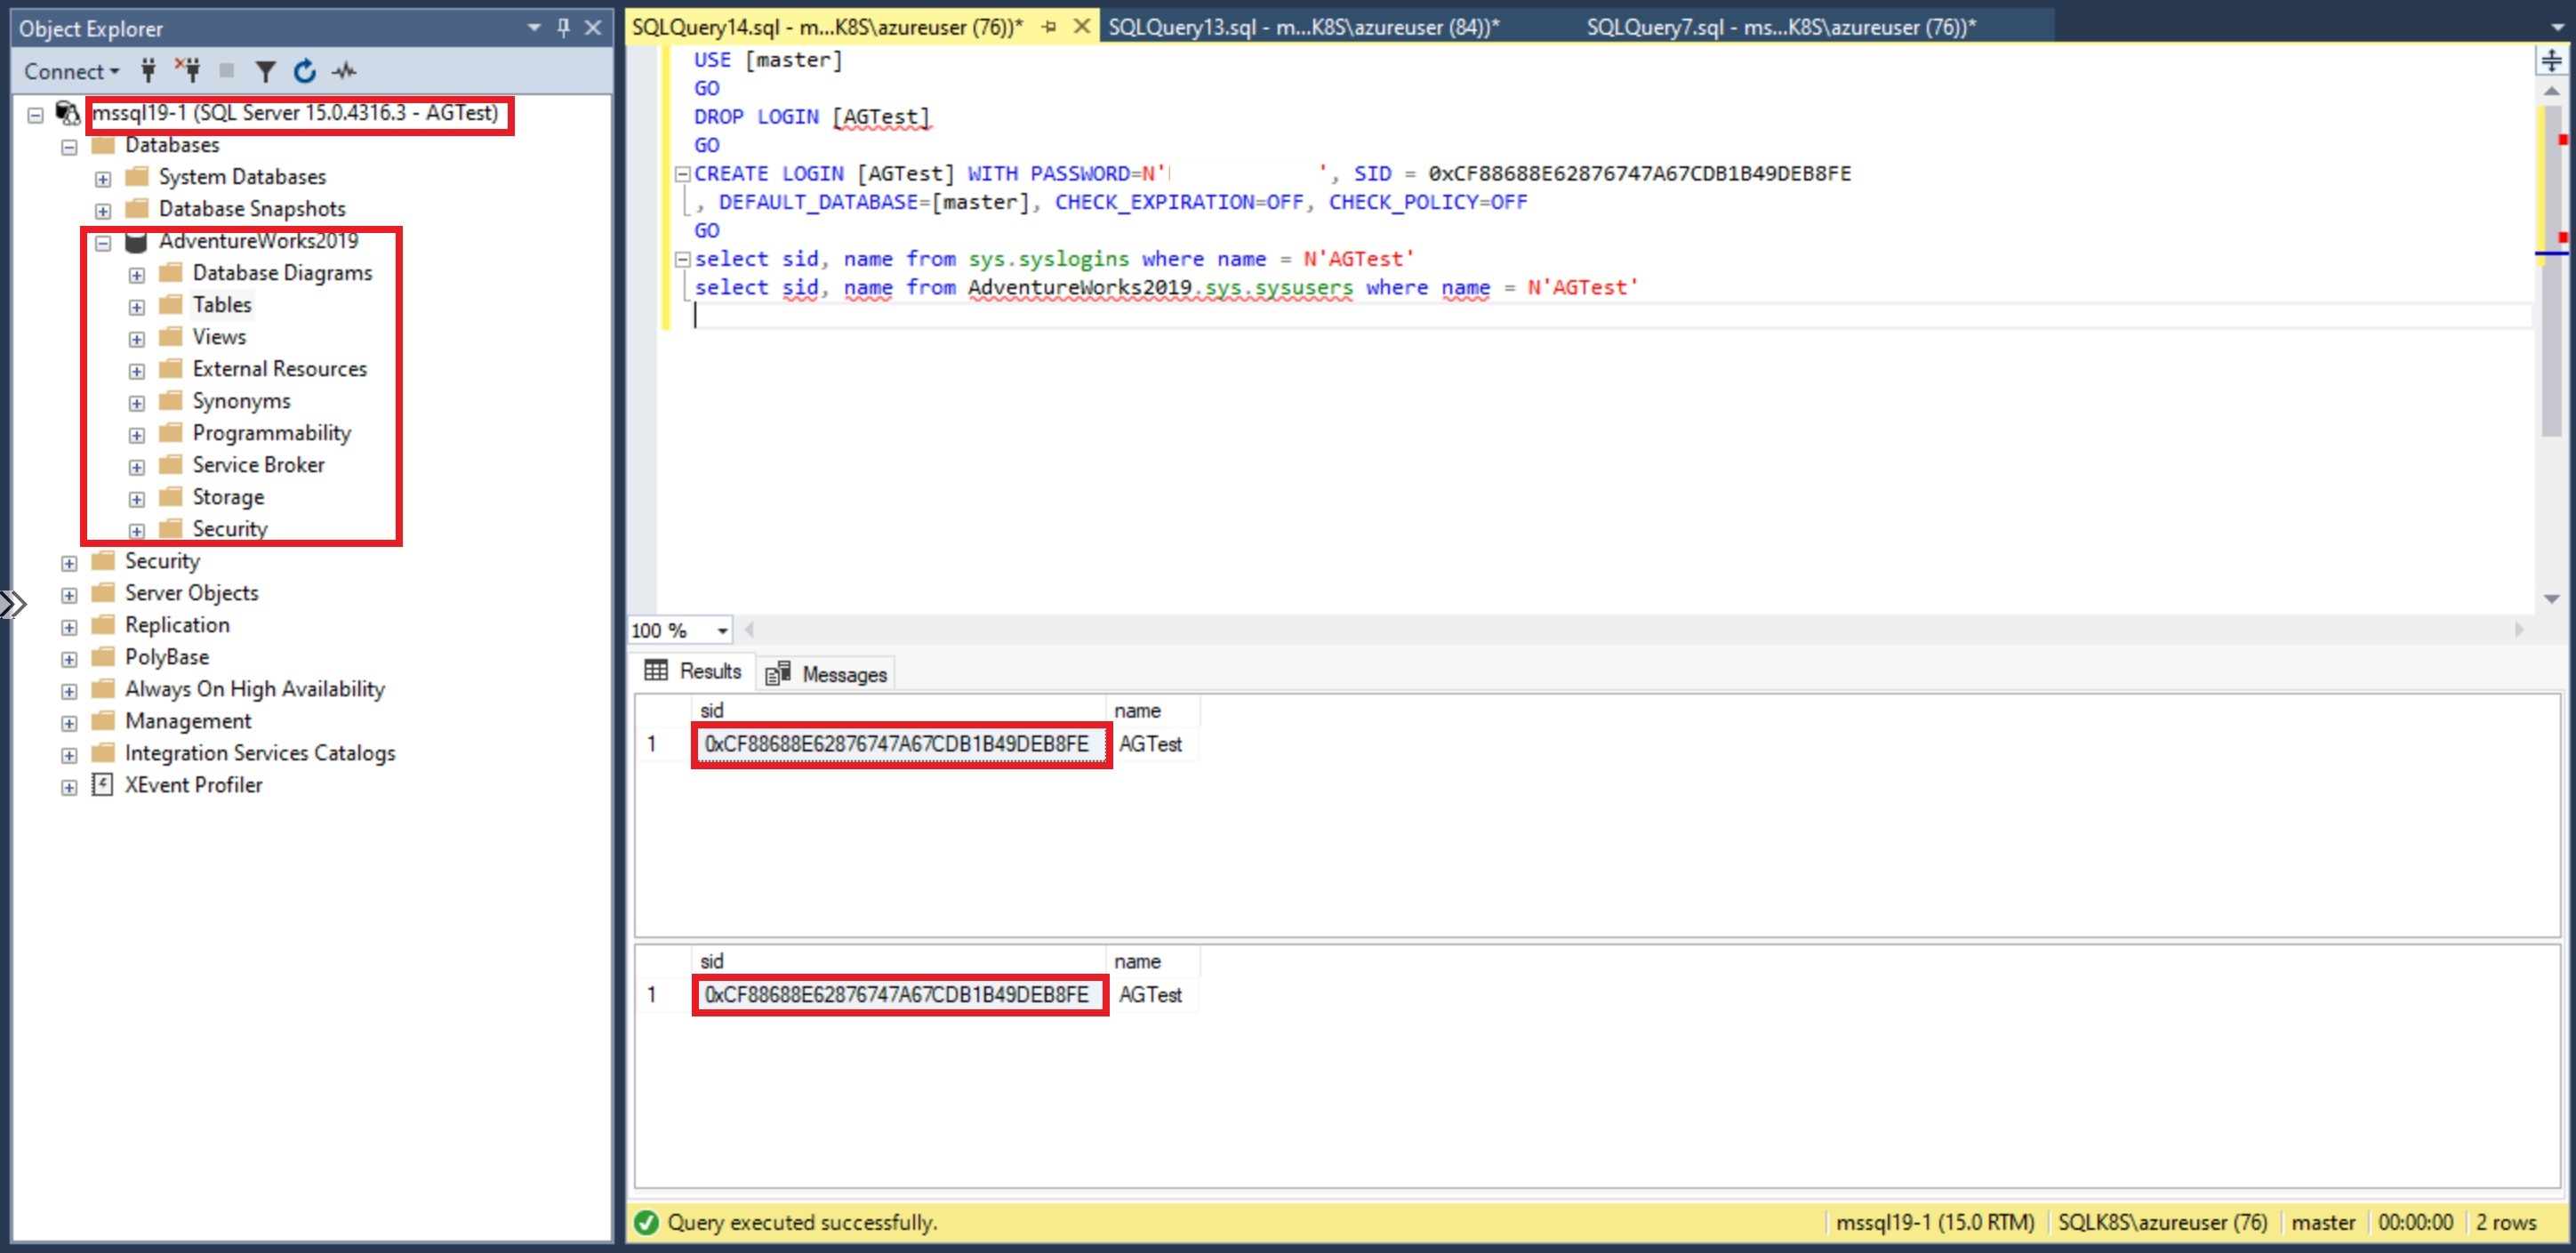 Object Explorer
Connect
mssql19-1 (SQL Server 15.0.4316.3 - AGTest)
Databases
System Databases
Database Snapshots
AdventureWorks2019
Database Diagrams
Tables
Views
External Resources
Synonyms
Programmability
Service Broker
Storage
Security
Security
Server Objects
Replication
PolyBase
Always On High Availability
Management
Integration Services Catalogs
XEvent Profiler
SQLQuery14.sql - m...K8S\azureuser (76))* SQLQuery13.sql - m...K8S\azureuser (84))* SQLQuery7.sql - ms...K8S\azureuser (76))*
USE [master]
GO
DROP LOGIN [AGTest]
GO
CREATE LOGIN [AGTest] WITH PASSWORD=N' ', SID = 0xCF88688E62876747A67CDB1B49DEB8FE
, DEFAULT_DATABASE=[master], CHECK_EXPIRATION=OFF, CHECK_POLICY=OFF
GO
select sid, name from sys.syslogins where name = N'AGTest'
select sid, name from AdventureWorks2019.sys.sysusers where name = N'AGTest'
100 %
Results Messages
sid name
1 0xCF88688E62876747A67CDB1B49DEB8FE AGTest
sid name
1 0xCF88688E62876747A67CDB1B49DEB8FE AGTest
Query executed successfully. mssql19-1 (15.0 RTM) SQLK8S\azureuser (76) master 00:00:00 2 rows